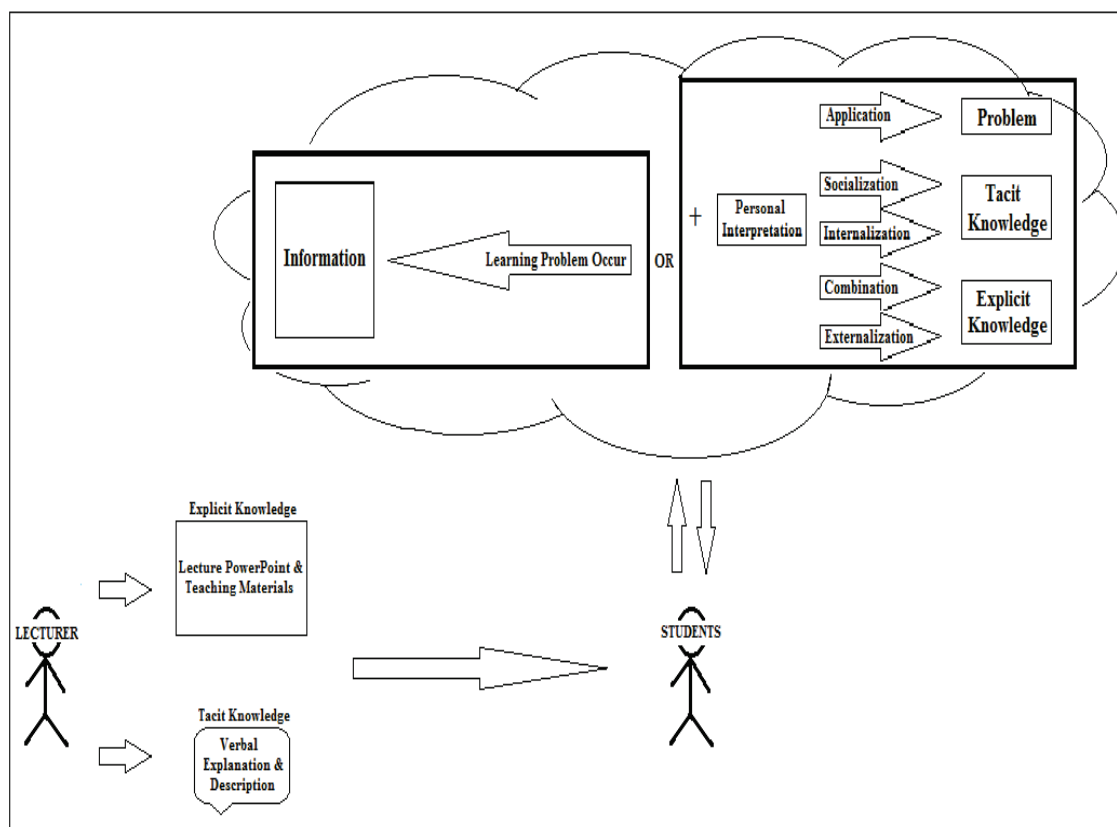 Application
Problem
Socialization
Internalization
Tacit
Knowledge
+
Personal
Interpretation
Combination
Externalization
Explicit
Knowledge
OR
Information
Learning Problem Occur
Explicit Knowledge
Lecture PowerPoint &
Teaching Materials
LECTURER
STUDENTS
Tacit Knowledge
Verbal
Explanation &
Description